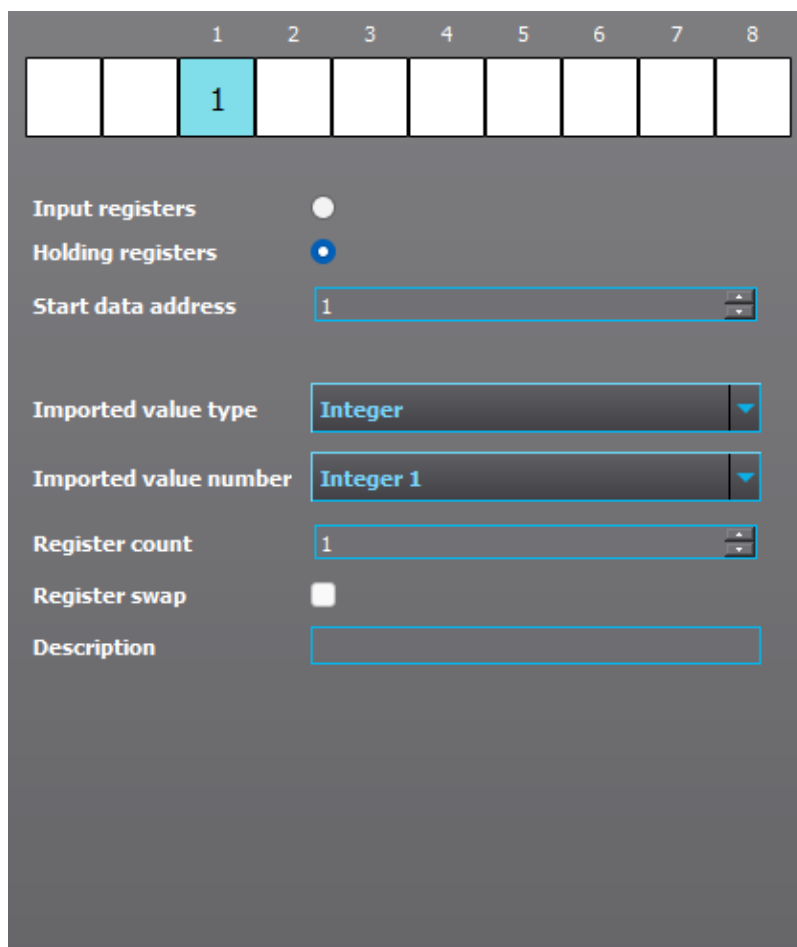 1 2 3 4 5 6 7 8
1
Input registers
Holding registers
Start data address 1
Imported value type Integer
Imported value number Integer 1
Register count 1
Register swap
Description